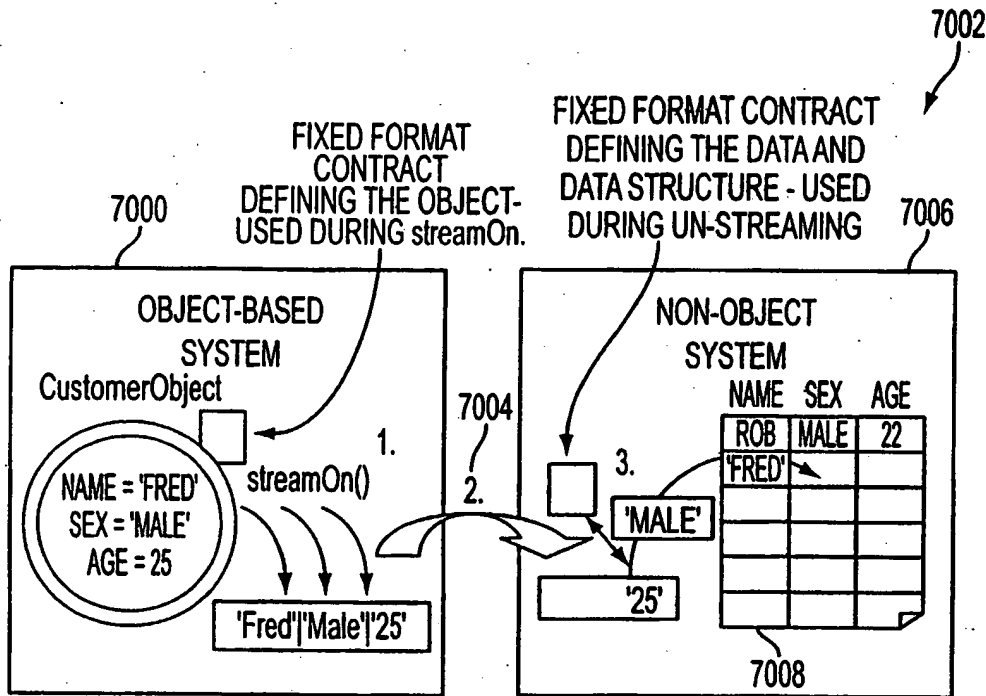 7002
FIXED FORMAT
CONTRACT
DEFINING THE OBJECT-
USED DURING streamOn.
FIXED FORMAT CONTRACT
DEFINING THE DATA AND
DATA STRUCTURE - USED
DURING UN-STREAMING
7000
7006
OBJECT-BASED
SYSTEM
CustomerObject
NAME = 'FRED'
SEX = 'MALE'
AGE = 25
1.
streamOn()
'Fred'|'Male'|'25'
7004
2.
NON-OBJECT
SYSTEM
3.
'MALE'
'25'
NAME SEX AGE
ROB MALE 22
'FRED'
7008